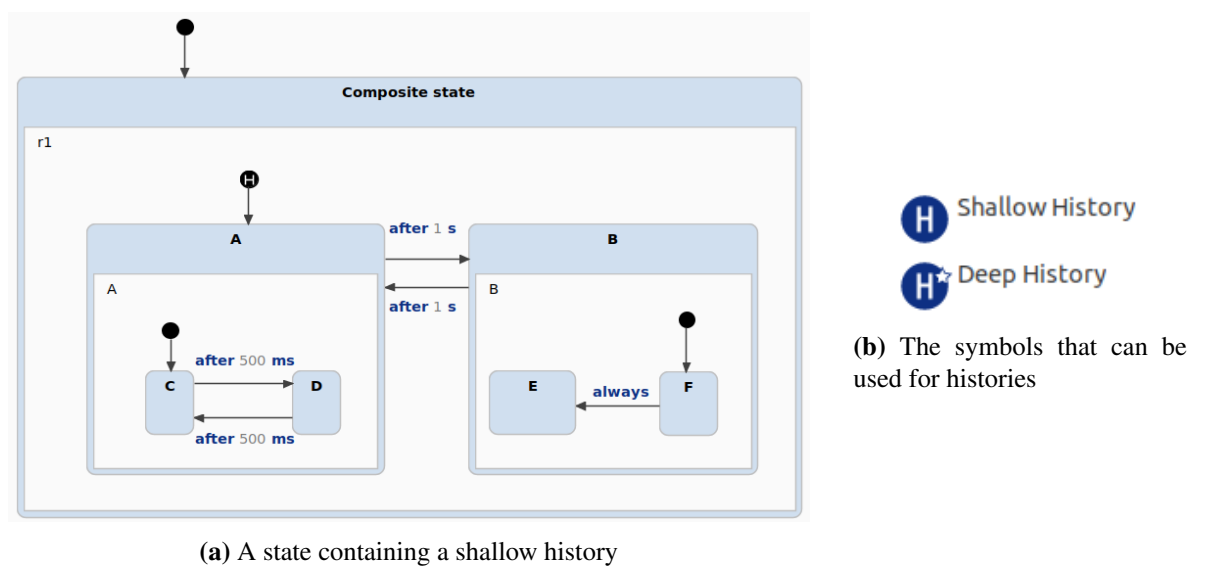 Composite state
r1
H
A
after 1 s
B
A
B
after 1 s
C
after 500 ms
D
E
always
F
after 500 ms
(a) A state containing a shallow history
H Shallow History
H Deep History
(b) The symbols that can be
used for histories